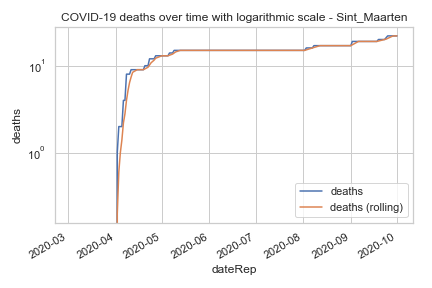 COVID-19 deaths over time with logarithmic scale - Sint_Maarten
deaths
10¹
10⁰
deaths
deaths (rolling)
2020-03
2020-04
2020-05
2020-06
2020-07
2020-08
2020-09
2020-10
dateRep